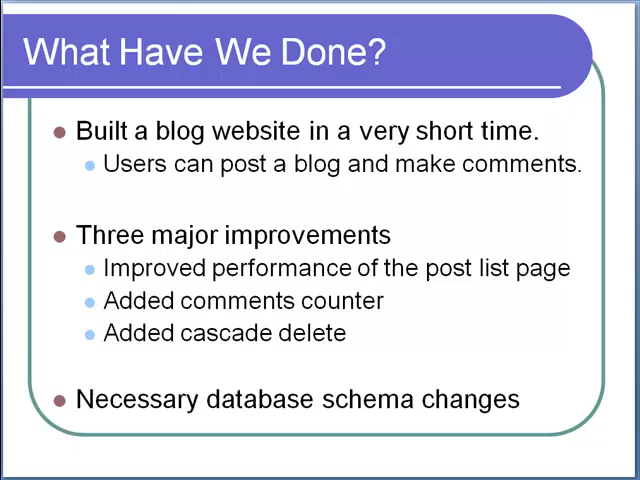 What Have We Done?
Built a blog website in a very short time.
Users can post a blog and make comments.
Three major improvements
Improved performance of the post list page
Added comments counter
Added cascade delete
Necessary database schema changes